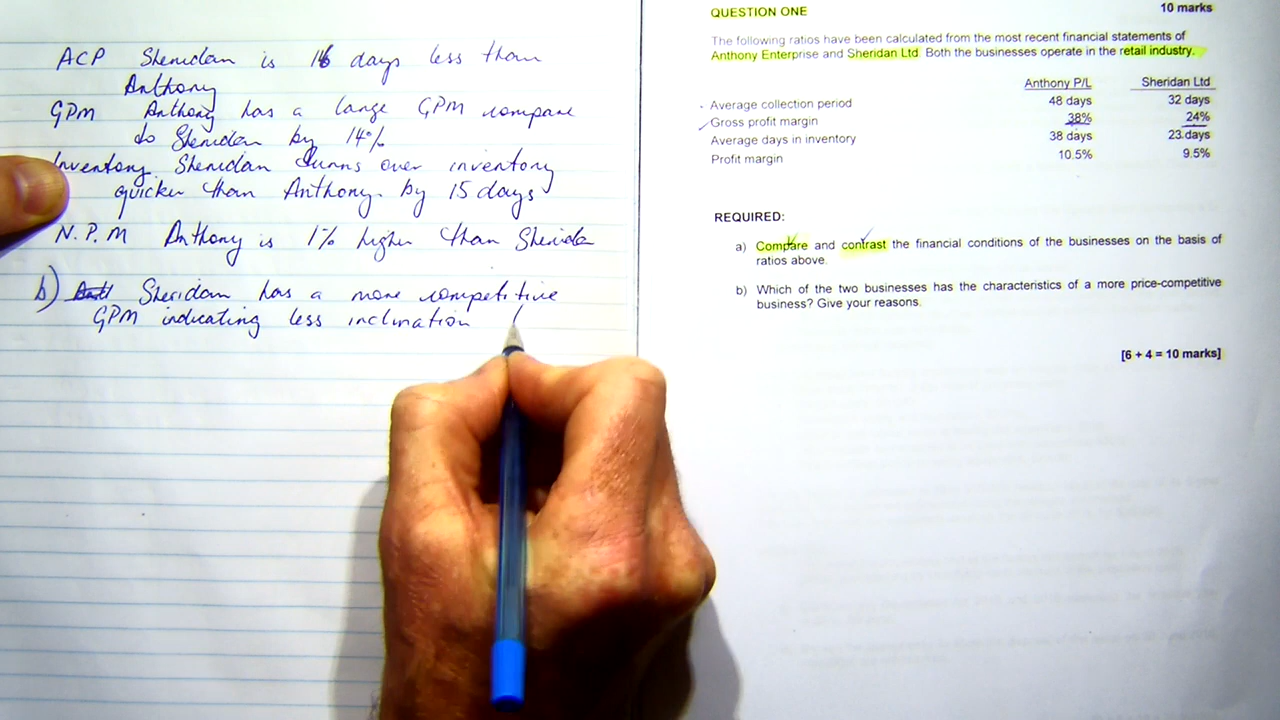 ACP Sheridan is 16 days less than
Anthony
GPM Anthony has a large GPM compare
to Sheridan by 14%
Inventory. Sheridan turns over inventory
quicker than Anthony. by 15 days
N.P.M Anthony is 1% higher than Sherida
b) Sheridan has a more competitive
GPM indicating less inclination
QUESTION ONE 10 marks
The following ratios have been calculated from the most recent financial statements of
Anthony Enterprise and Sheridan Ltd. Both the businesses operate in the retail industry.
Anthony P/L Sheridan Ltd
Average collection period 48 days 32 days
Gross profit margin 38% 24%
Average days in inventory 38 days 23 days
Profit margin 10.5% 9.5%
REQUIRED:
a) Compare and contrast the financial conditions of the businesses on the basis of
ratios above.
b) Which of the two businesses has the characteristics of a more price-competitive
business? Give your reasons.
[6 + 4 = 10 marks]